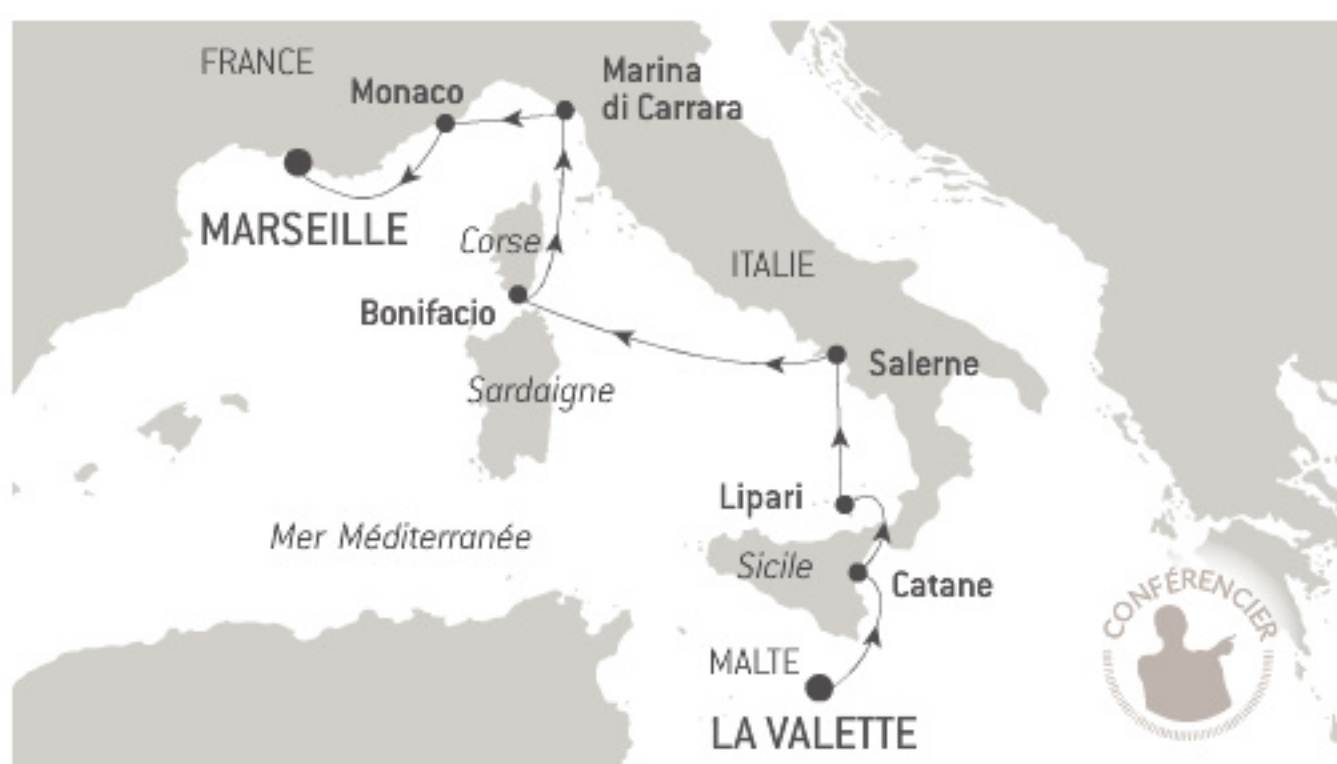 FRANCE
Monaco
Marina
di Carrara
MARSEILLE
Corse
ITALIE
Bonifacio
Salerne
Sardaigne
Lipari
Mer Méditerranée
Sicile
Catane
CONFÉRENCIER
MALTE
LA VALETTE